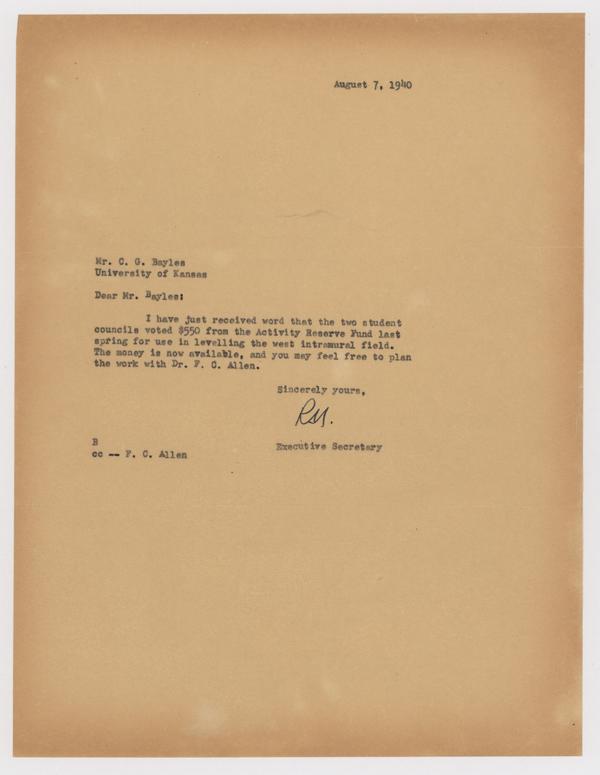 August 7, 1940
Mr. C. G. Bayles
University of Kansas
Dear Mr. Bayles:
I have just received word that the two student
councils voted $550 from the Activity Reserve Fund last
spring for use in levelling the west intramural field.
The money is now available, and you may feel free to plan
the work with Dr. F. C. Allen.
Sincerely yours,
Executive Secretary
B
cc -- F. C. Allen